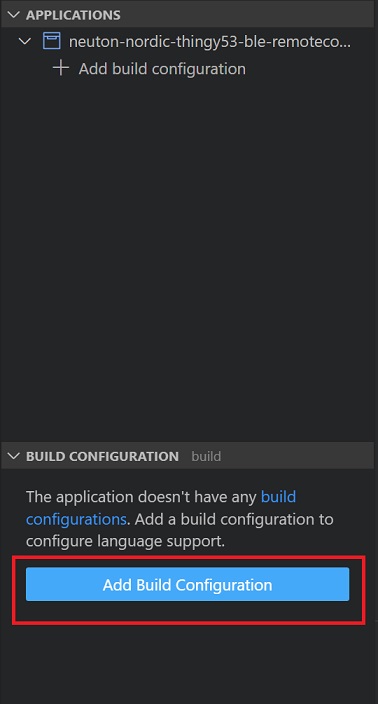 APPLICATIONS
neuton-nordic-thingy53-ble-remoteco...
Add build configuration
BUILD CONFIGURATION build
The application doesn't have any build
configurations. Add a build configuration to
configure language support.
Add Build Configuration